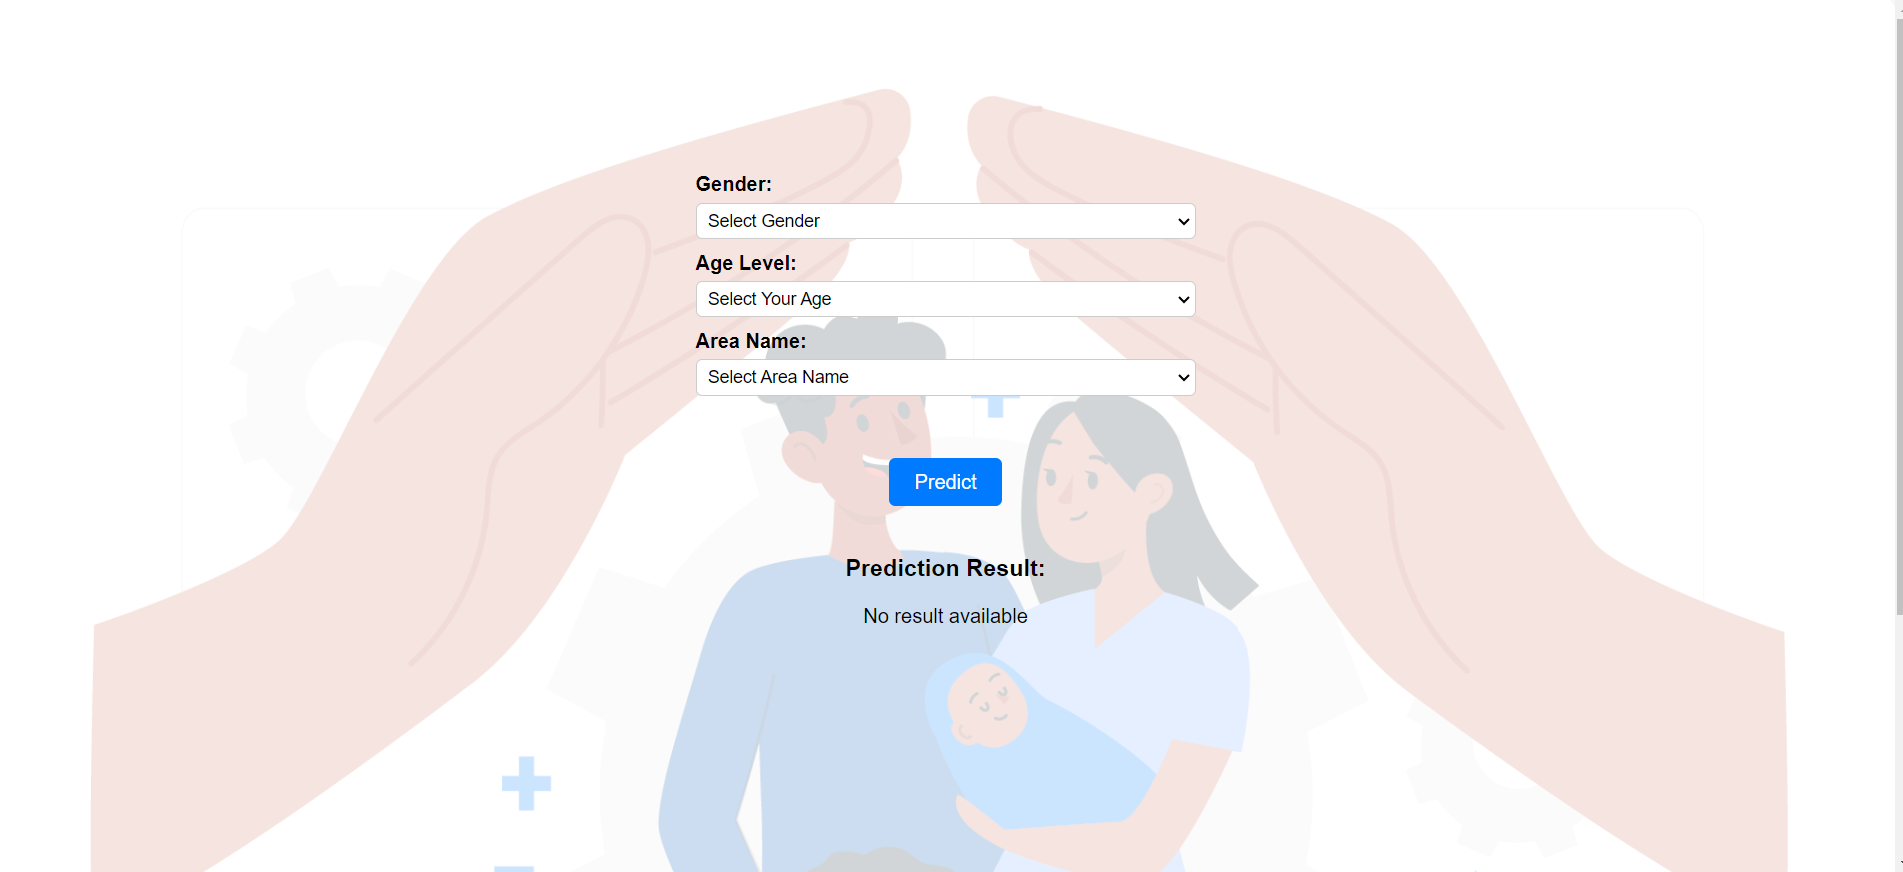 Gender:
Select Gender
Age Level:
Select Your Age
Area Name:
Select Area Name
Predict
Prediction Result:
No result available